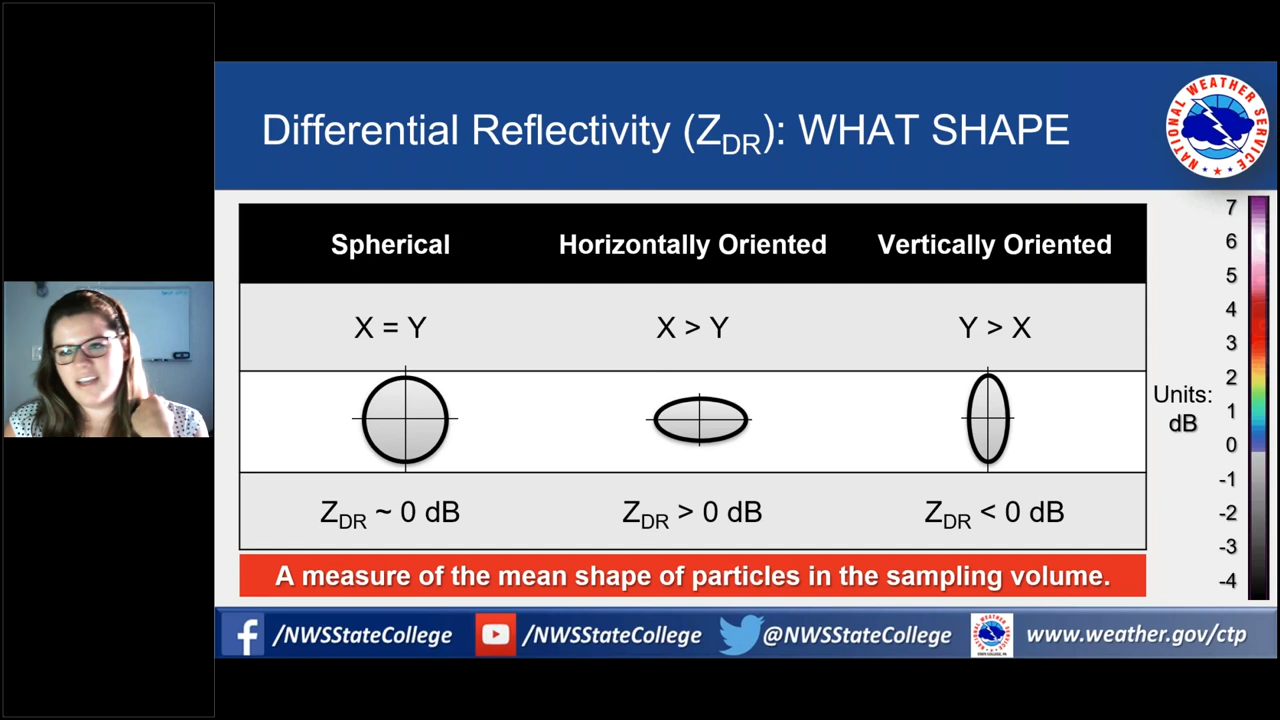 Differential Reflectivity (ZDR): WHAT SHAPE
NATIONAL WEATHER SERVICE
Spherical Horizontally Oriented Vertically Oriented
X = Y X > Y Y > X
ZDR ~ 0 dB ZDR > 0 dB ZDR < 0 dB
A measure of the mean shape of particles in the sampling volume.
Units:
dB
7
6
5
4
3
2
1
0
-1
-2
-3
-4
/NWSStateCollege /NWSStateCollege @NWSStateCollege www.weather.gov/ctp